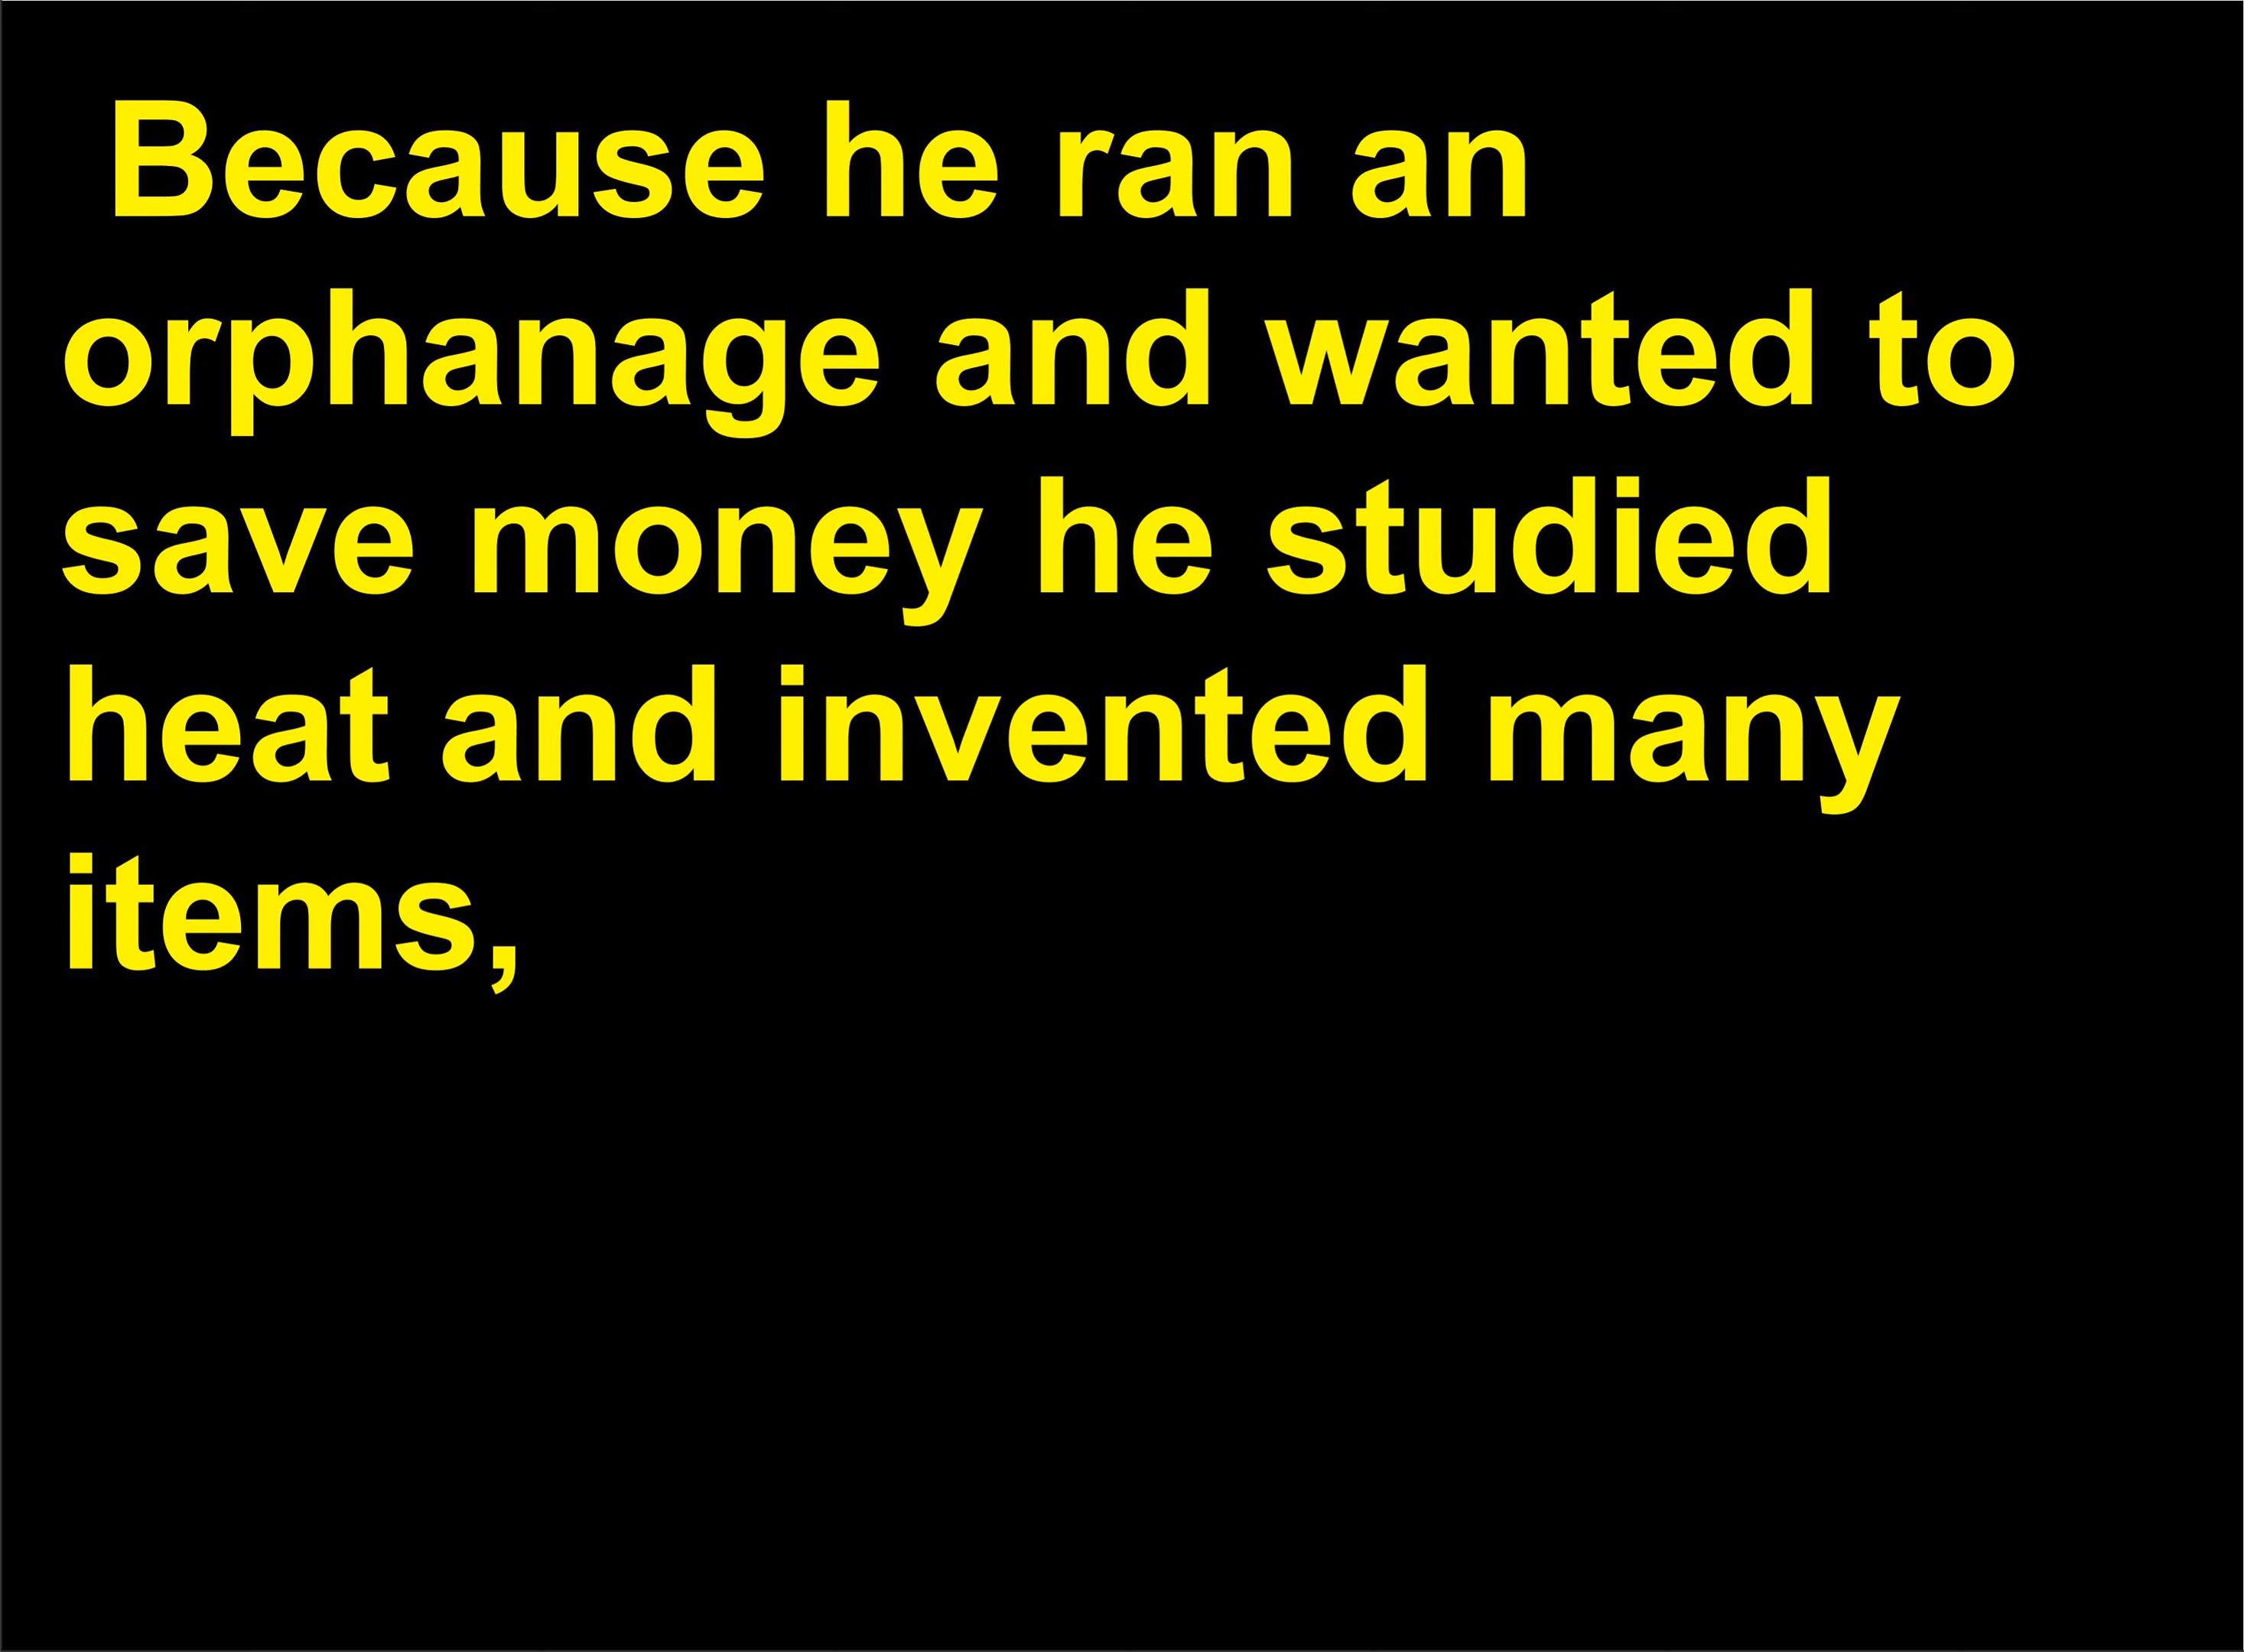 Because he ran an
orphanage and wanted to
save money he studied
heat and invented many
items,